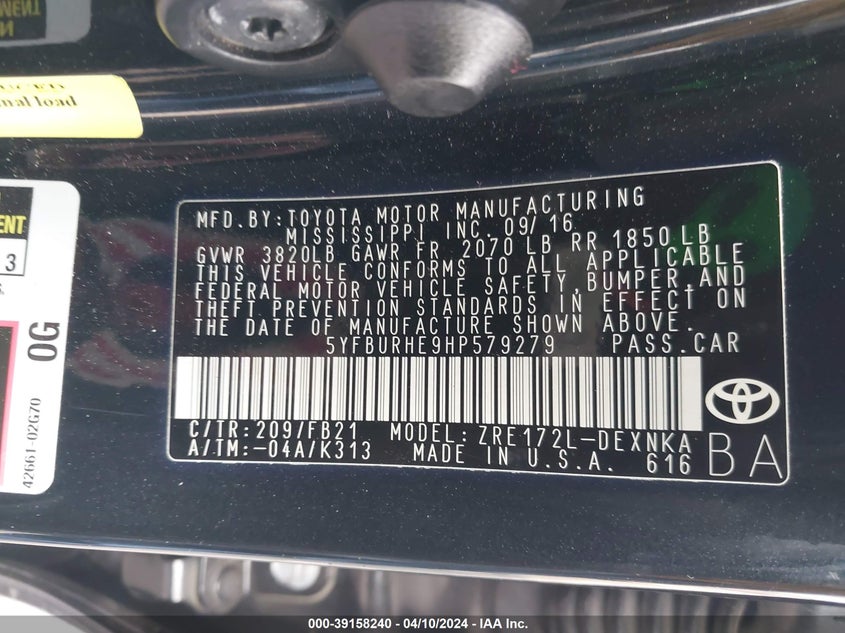 nal load
3
0G
42661-02G70
MFD.BY:TOYOTA MOTOR MANUFACTURING
MISSISSIPPI INC. 09/16
GVWR 3820LB GAWR FR 2070 LB RR 1850 LB
THIS VEHICLE CONFORMS TO ALL APPLICABLE
FEDERAL MOTOR VEHICLE SAFETY,BUMPER,AND
THEFT PREVENTION STANDARDS IN EFFECT ON
THE DATE OF MANUFACTURE SHOWN ABOVE.
5YFBURHE9HP579279 PASS.CAR
C/TR:209/FB21 MODEL:ZRE172L-DEXNKA
A/TM:-04A/K313 MADE IN U.S.A. 616
BA
000-39158240 - 04/10/2024 - IAA Inc.